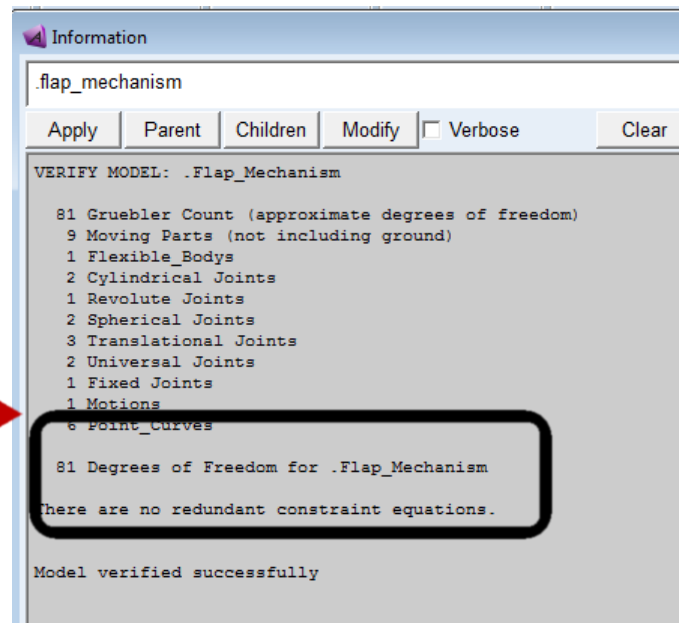 Information
.flap_mechanism
Apply Parent Children Modify Verbose Clear
VERIFY MODEL: .Flap_Mechanism
81 Gruebler Count (approximate degrees of freedom)
9 Moving Parts (not including ground)
1 Flexible_Bodys
2 Cylindrical Joints
1 Revolute Joints
2 Spherical Joints
3 Translational Joints
2 Universal Joints
1 Fixed Joints
1 Motions
6 Point_Curves
81 Degrees of Freedom for .Flap_Mechanism
There are no redundant constraint equations.
Model verified successfully